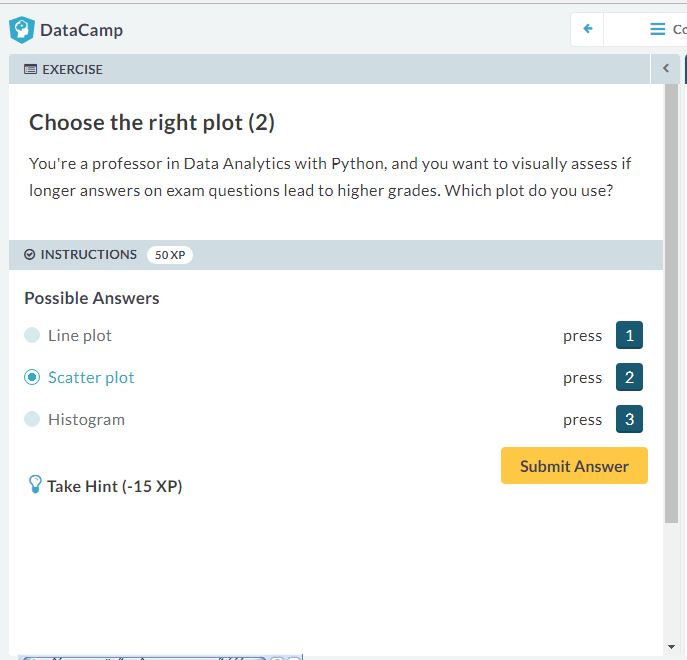 DataCamp
Co
EXERCISE
Choose the right plot (2)
You're a professor in Data Analytics with Python, and you want to visually assess if
longer answers on exam questions lead to higher grades. Which plot do you use?
INSTRUCTIONS 50 XP
Possible Answers
Line plot press 1
Scatter plot press 2
Histogram press 3
Submit Answer
Take Hint (-15 XP)